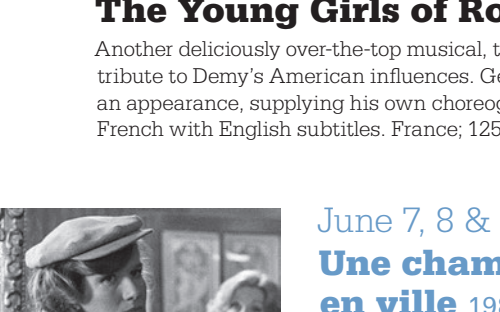 The Young Girls of Ro
Another deliciously over-the-top musical, t
tribute to Demy's American influences. Ge
an appearance, supplying his own choreog
French with English subtitles. France; 125
June 7, 8 &
Une cham
en ville 198